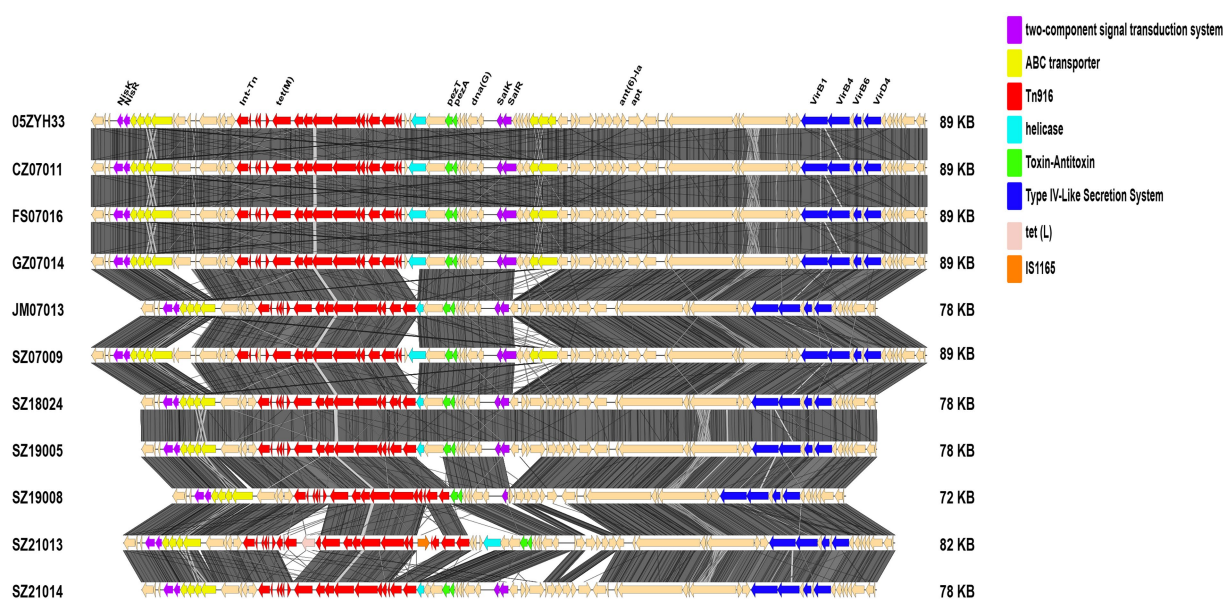 NisK
NisR
Int-Tn
tet(M)
pezT
pezA
dna(G)
SalK
SalR
ant(6)-Ia
apt
VirB1
VirB4
VirB6
VirD4
05ZYH33 89 KB
CZ07011 89 KB
FS07016 89 KB
GZ07014 89 KB
JM07013 78 KB
SZ07009 89 KB
SZ18024 78 KB
SZ19005 78 KB
SZ19008 72 KB
SZ21013 82 KB
SZ21014 78 KB
two-component signal transduction system
ABC transporter
Tn916
helicase
Toxin-Antitoxin
Type IV-Like Secretion System
tet (L)
IS1165